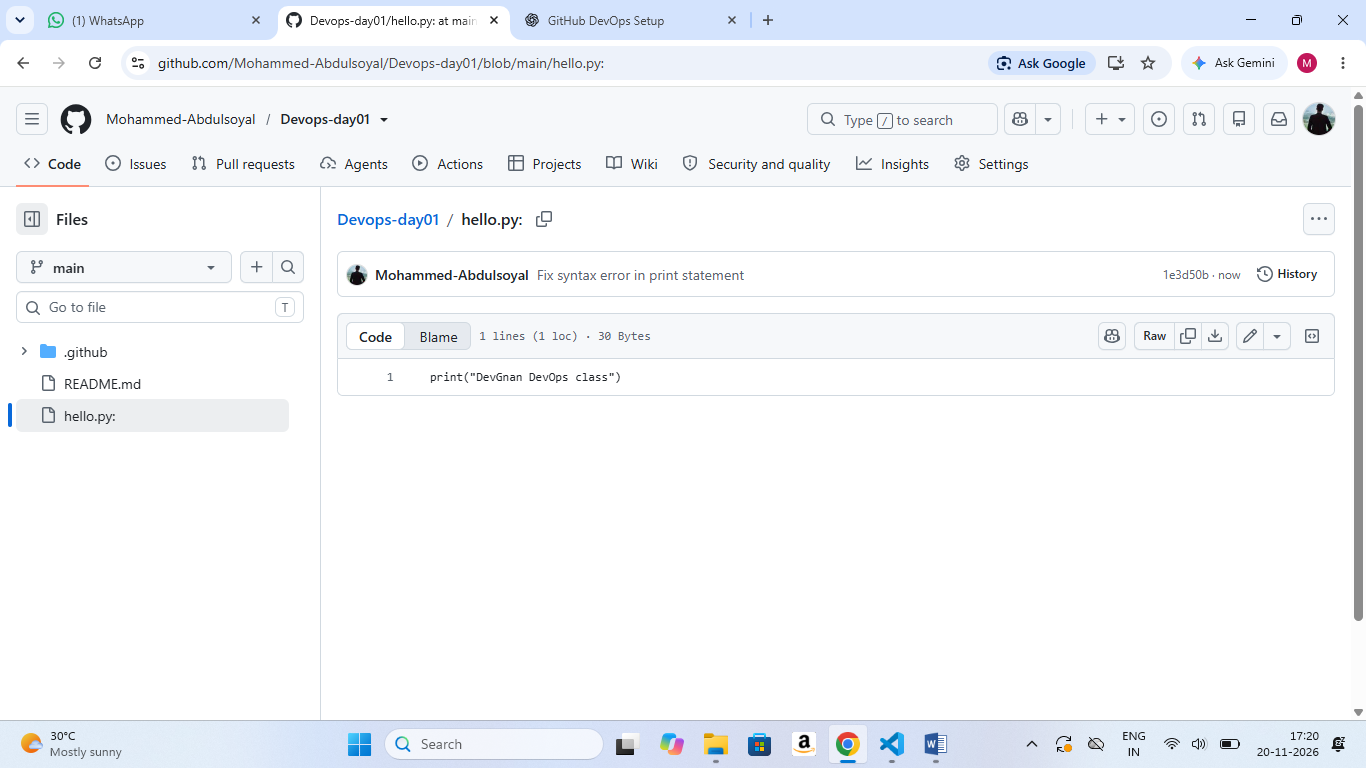 (1) WhatsApp
Devops-day01/hello.py: at main
GitHub DevOps Setup
github.com/Mohammed-Abdulsoyal/Devops-day01/blob/main/hello.py:
Ask Google
Ask Gemini
M
Mohammed-Abdulsoyal / Devops-day01
Type / to search
Code
Issues
Pull requests
Agents
Actions
Projects
Wiki
Security and quality
Insights
Settings
Files
main
Go to file
T
.github
README.md
hello.py:
Devops-day01 / hello.py:
Mohammed-Abdulsoyal Fix syntax error in print statement
1e3d50b · now
History
Code
Blame
1 lines (1 loc) · 30 Bytes
Raw
1 print("DevGnan DevOps class")
30°C
Mostly sunny
Search
ENG
IN
17:20
20-11-2026